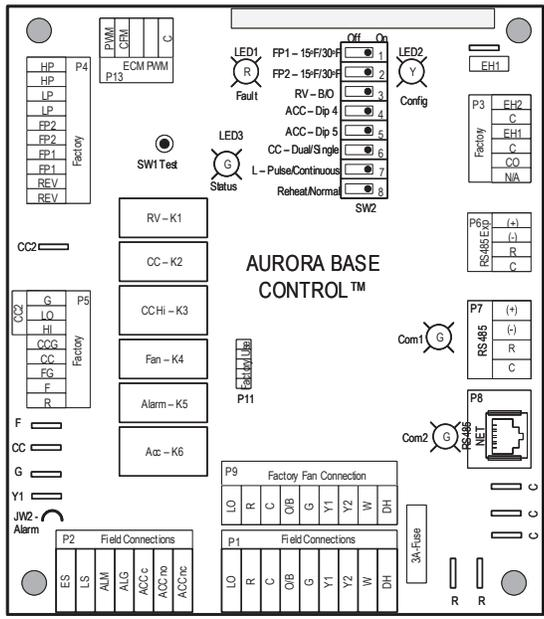 PWM
CFM
C
ECM PWM
P13
LED1
R
Fault
Off On
FP1 – 15ºF/30ºF 1
FP2 – 15ºF/30ºF 2
RV – B/O 3
ACC – Dip 4 4
ACC – Dip 5 5
CC – Dual/Single 6
L – Pulse/Continuous 7
Reheat/Normal 8
SW2
LED2
Y
Config
EH1
HP
HP
LP
LP
FP2
FP2
FP1
FP1
REV
REV
P4
Factory
SW1 Test
LED3
G
Status
P3
Factory
EH2
C
EH1
C
CO
N/A
RV – K1
CC – K2
CC Hi – K3
Fan – K4
Alarm – K5
Acc – K6
CC2
AURORA BASE
CONTROL™
P6
RS485 Exp
(+)
(-)
R
C
CC2
G
LO
HI
CCG
CC
FG
F
R
P5
Factory
Factory Use
P11
Com1
G
P7
RS485
(+)
(-)
R
C
P8
RS485
NET
Com2
G
F
CC
G
Y1
JW2 -
Alarm
P9
Factory Fan Connection
LO
R
C
O/B
G
Y1
Y2
W
DH
C
C
C
P2
Field Connections
ES
LS
ALM
ALG
ACC c
ACC no
ACC nc
P1
Field Connections
LO
R
C
O/B
G
Y1
Y2
W
DH
3A-Fuse
R
R